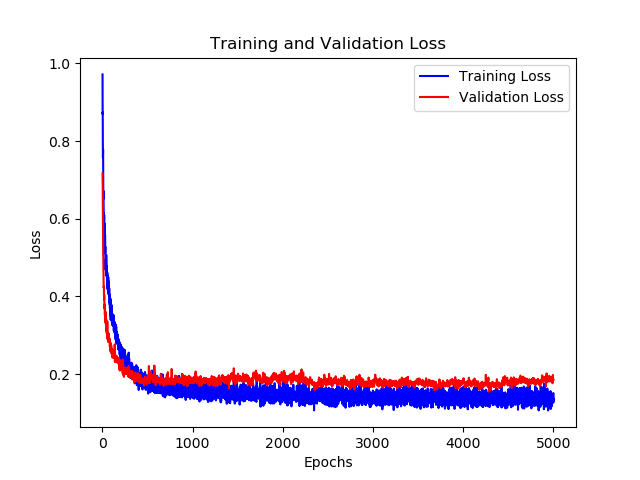 Training and Validation Loss
Training Loss
Validation Loss
Loss
1.0
0.8
0.6
0.4
0.2
0 1000 2000 3000 4000 5000
Epochs